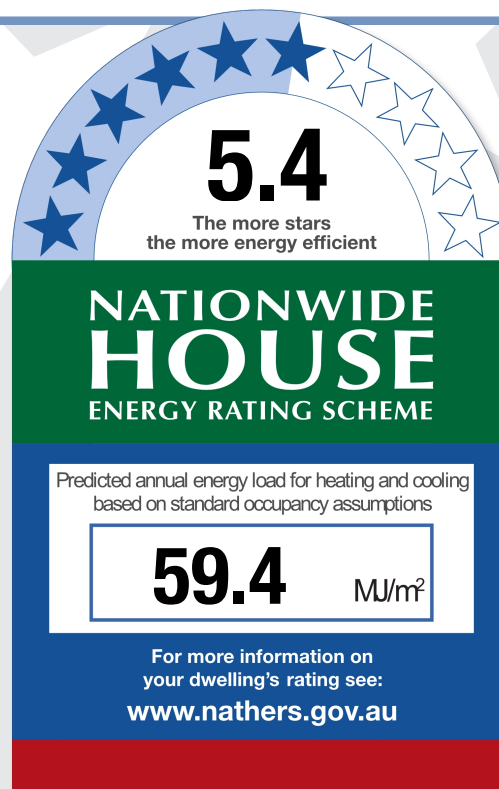 5.4
The more stars
the more energy efficient
NATIONWIDE
HOUSE
ENERGY RATING SCHEME
Predicted annual energy load for heating and cooling
based on standard occupancy assumptions
59.4 MJ/m²
For more information on
your dwelling's rating see:
www.nathers.gov.au